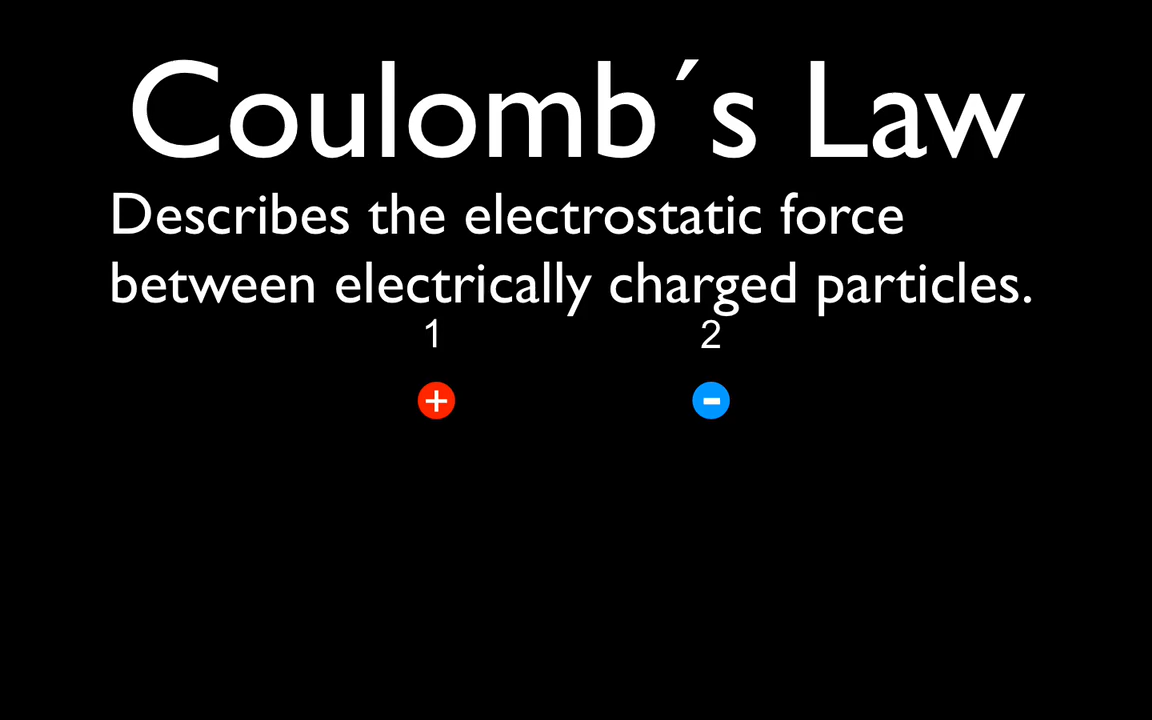 Coulomb´s Law
Describes the electrostatic force
between electrically charged particles.
1 2
+ -